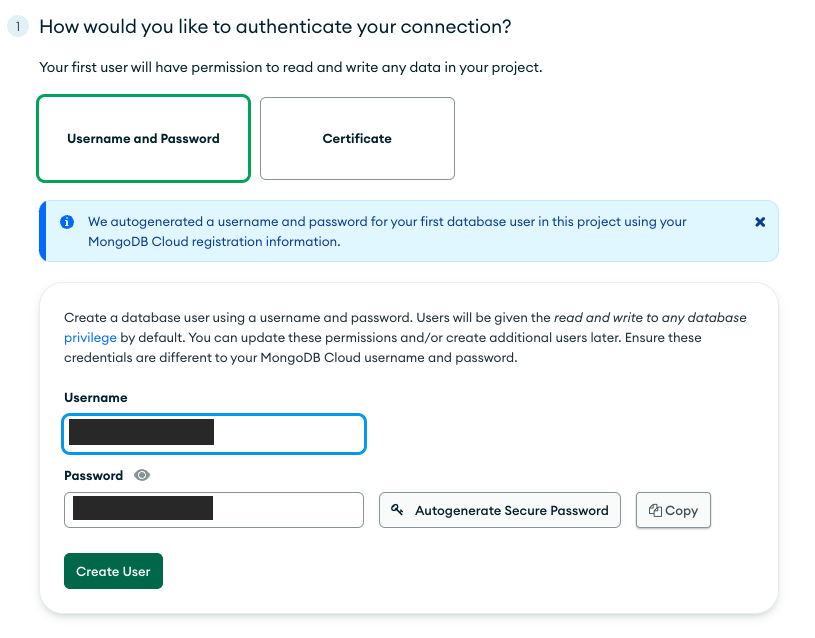 1 How would you like to authenticate your connection?
Your first user will have permission to read and write any data in your project.
Username and Password
Certificate
We autogenerated a username and password for your first database user in this project using your
MongoDB Cloud registration information.
Create a database user using a username and password. Users will be given the read and write to any database
privilege by default. You can update these permissions and/or create additional users later. Ensure these
credentials are different to your MongoDB Cloud username and password.
Username
Password
Autogenerate Secure Password
Copy
Create User